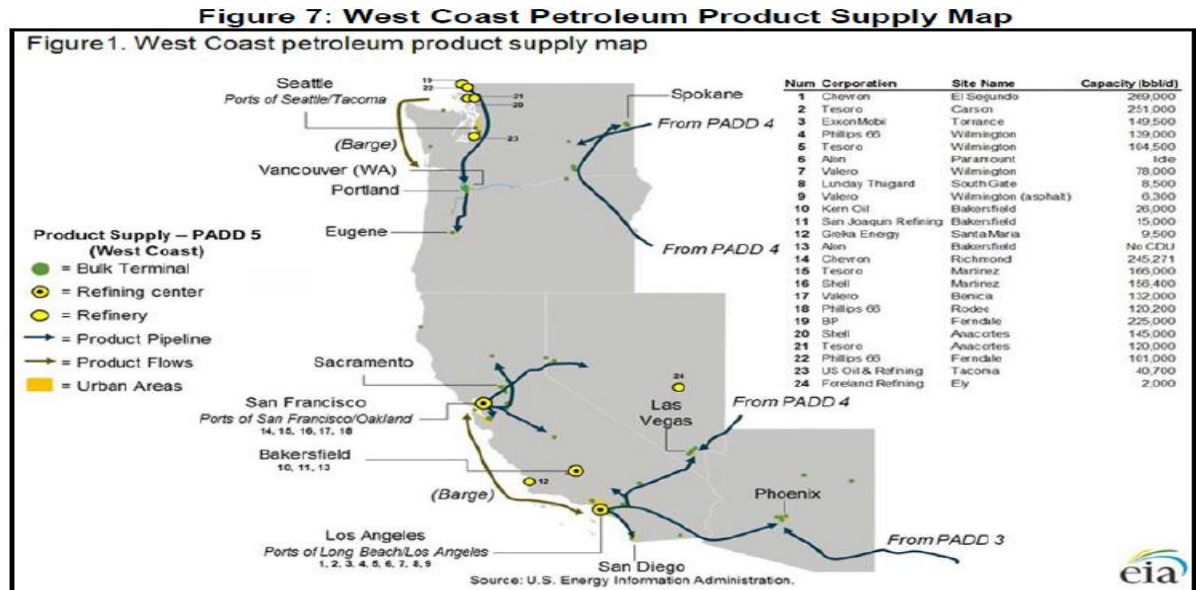 Figure 7: West Coast Petroleum Product Supply Map
Figure1. West Coast petroleum product supply map
Seattle
Ports of Seattle/Tacoma
(Barge)
Vancouver (WA)
Portland
Eugene
19
22
21
20
23
Spokane
From PADD 4
From PADD 4
Product Supply – PADD 5
(West Coast)
= Bulk Terminal
= Refining center
= Refinery
= Product Pipeline
= Product Flows
= Urban Areas
Sacramento
San Francisco
Ports of San Francisco/Oakland
14, 15, 16, 17, 18
Bakersfield
10, 11, 13
(Barge)
12
Los Angeles
Ports of Long Beach/Los Angeles
1, 2, 3, 4, 5, 6, 7, 8, 9
San Diego
24
Las
Vegas
From PADD 4
Phoenix
From PADD 3
Num Corporation Site Name Capacity (bbl/d)
1 Chevron El Segundo 269,000
2 Tesoro Carson 251,000
3 ExxonMobil Torrance 149,500
4 Phillips 66 Wilmington 139,000
5 Tesoro Wilmington 104,500
6 Alon Paramount Idle
7 Valero Wilmington 78,000
8 Lunday Thagard South Gate 8,500
9 Valero Wilmington (asphalt) 6,300
10 Kern Oil Bakersfield 26,000
11 San Joaquin Refining Bakersfield 15,000
12 Greka Energy Santa Maria 9,500
13 Alon Bakersfield No CDU
14 Chevron Richmond 245,271
15 Tesoro Martinez 166,000
16 Shell Martinez 156,400
17 Valero Benicia 132,000
18 Phillips 66 Rodeo 120,200
19 BP Ferndale 225,000
20 Shell Anacortes 145,000
21 Tesoro Anacortes 120,000
22 Phillips 66 Ferndale 101,000
23 US Oil & Refining Tacoma 40,700
24 Foreland Refining Ely 2,000
Source: U.S. Energy Information Administration.
eia